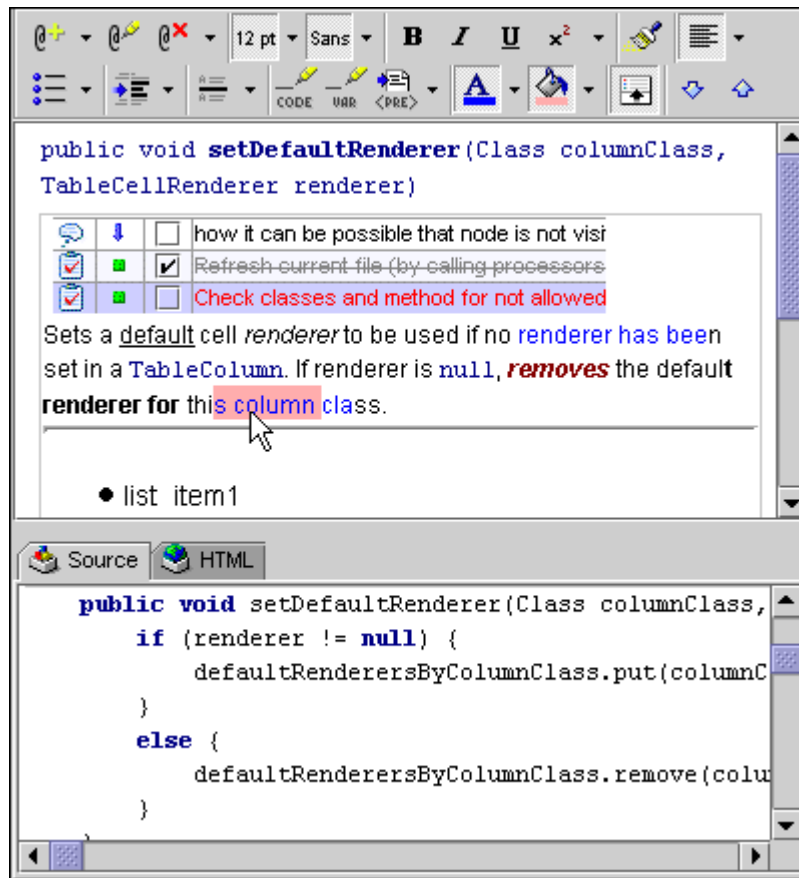 12 pt Sans B I U x²
CODE VAR <PRE> A
public void setDefaultRenderer(Class columnClass,
TableCellRenderer renderer)
how it can be possible that node is not visi
Refresh current file (by calling processors
Check classes and method for not allowed
Sets a default cell renderer to be used if no renderer has been
set in a TableColumn. If renderer is null, removes the default
renderer for this column class.
list item1
Source HTML
public void setDefaultRenderer(Class columnClass,
if (renderer != null) {
defaultRenderersByColumnClass.put(columnC
}
else {
defaultRenderersByColumnClass.remove(colu
}